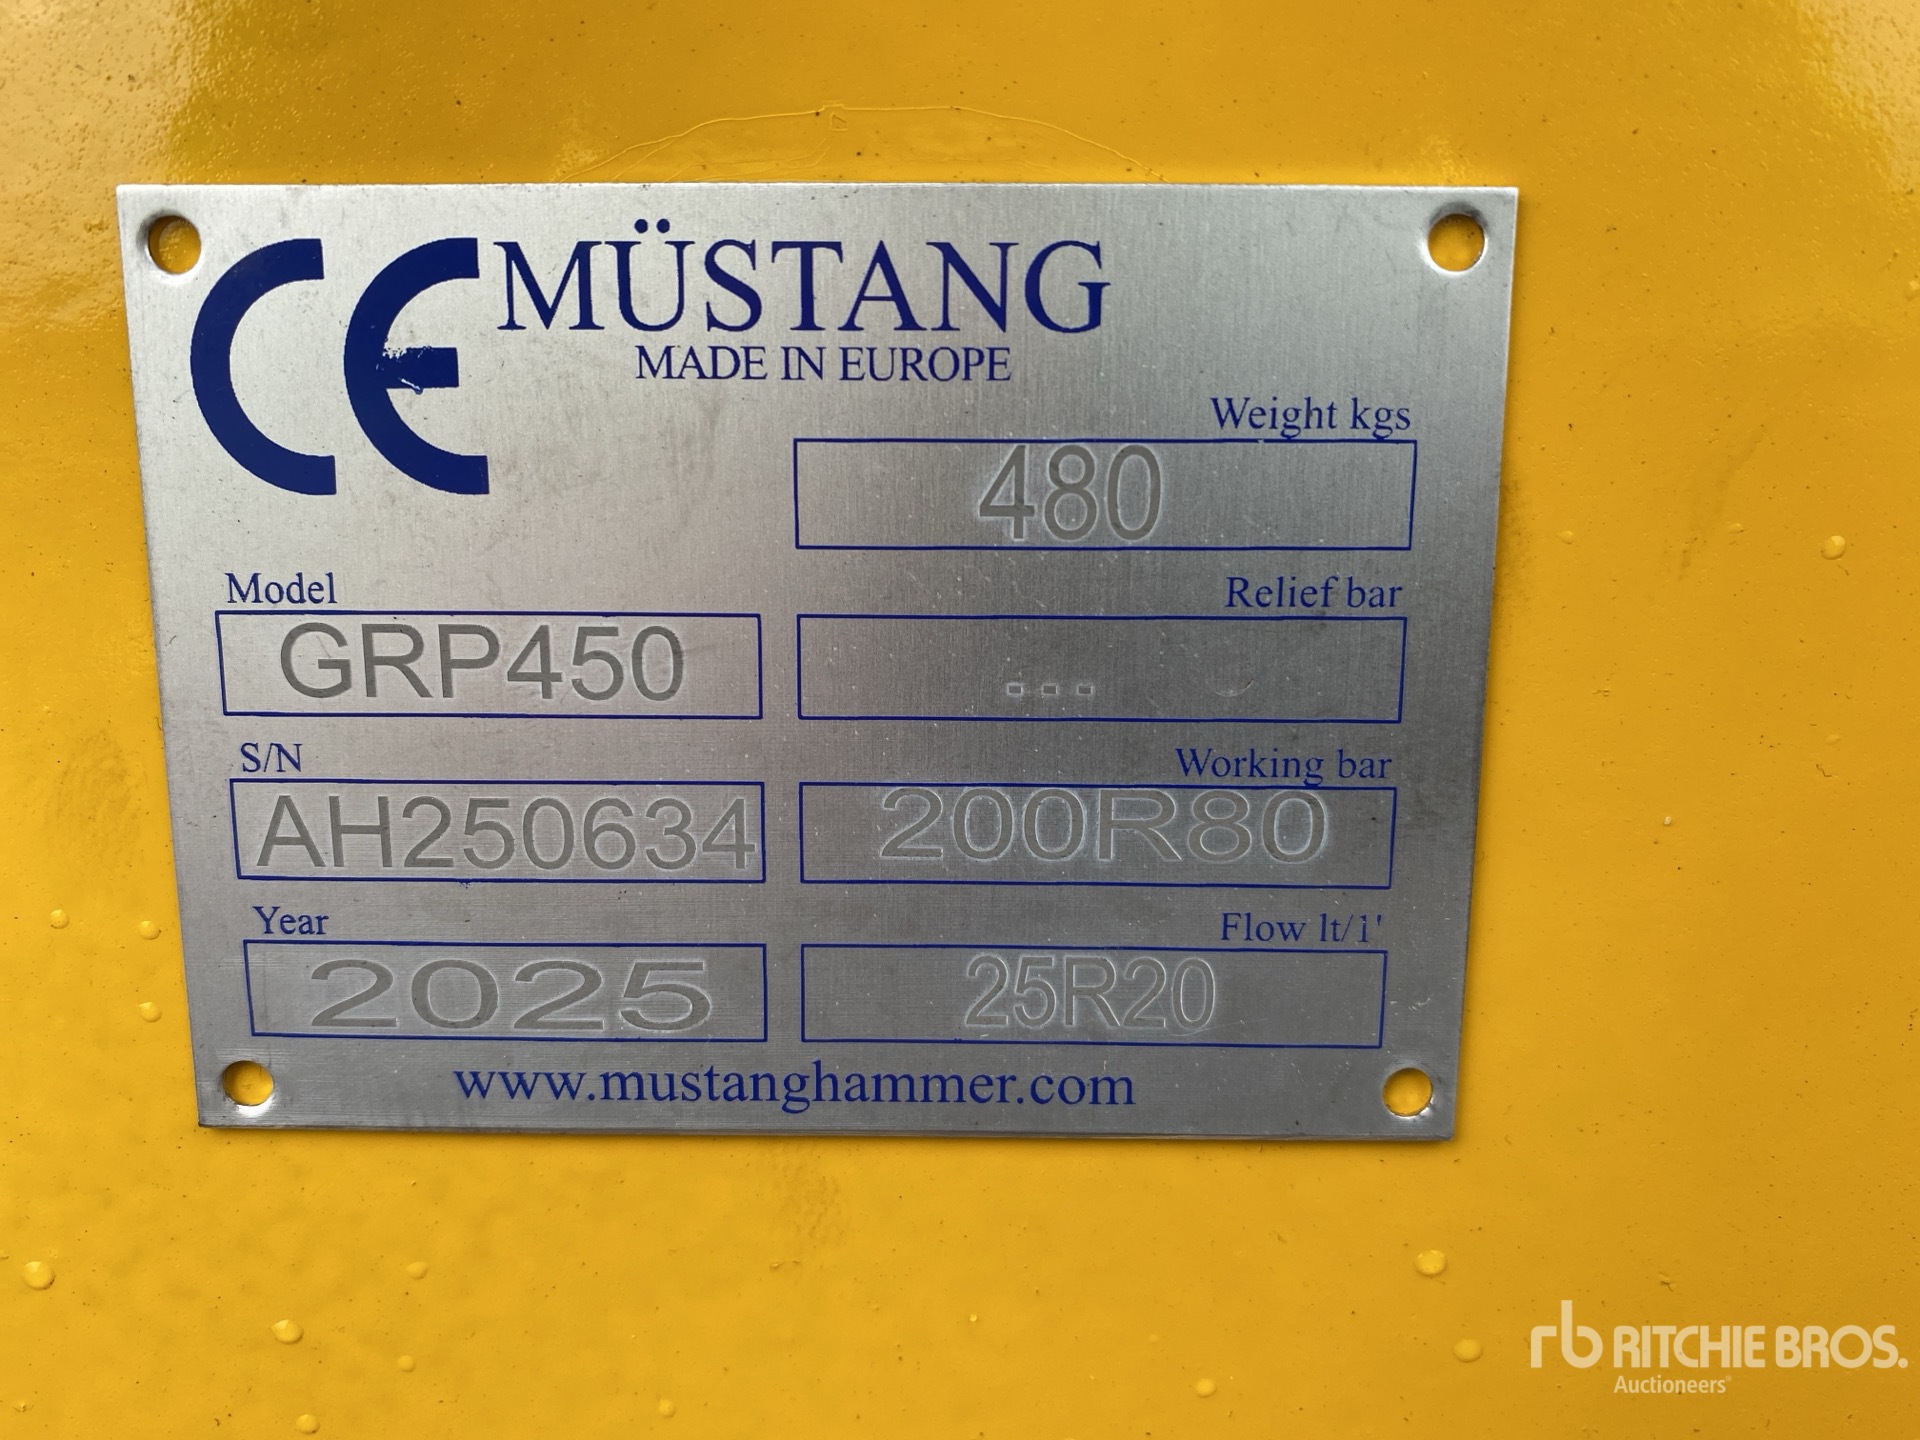 CE MÜSTANG
MADE IN EUROPE
Weight kgs
480
Model
GRP450
Relief bar
...
S/N
AH250634
Working bar
200R80
Year
2025
Flow lt/1'
25R20
www.mustanghammer.com
rb RITCHIE BROS.
Auctioneers